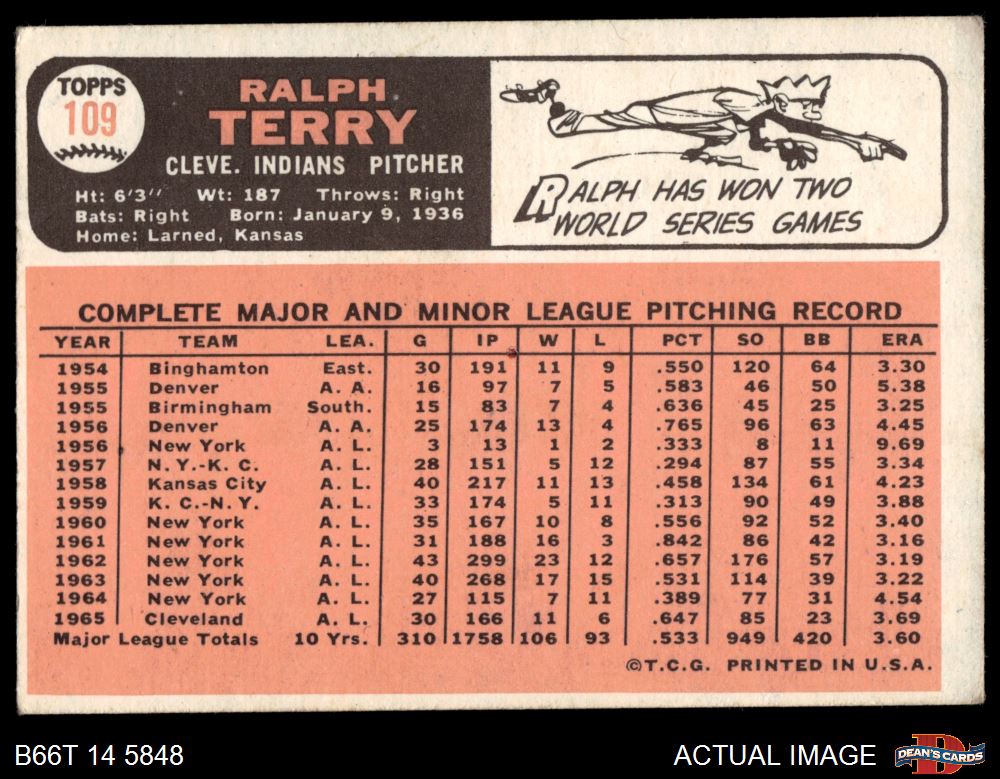 TOPPS
109
RALPH
TERRY
CLEVE. INDIANS PITCHER
Ht: 6'3" Wt: 187 Throws: Right
Bats: Right Born: January 9, 1936
Home: Larned, Kansas
RALPH HAS WON TWO
WORLD SERIES GAMES
COMPLETE MAJOR AND MINOR LEAGUE PITCHING RECORD
YEAR TEAM LEA. G IP W L PCT SO BB ERA
1954 Binghamton East. 30 191 11 9 .550 120 64 3.30
1955 Denver A. A. 16 97 7 5 .583 46 50 5.38
1955 Birmingham South. 15 83 7 4 .636 45 25 3.25
1956 Denver A. A. 25 174 13 4 .765 96 63 4.45
1956 New York A. L. 3 13 1 2 .333 8 11 9.69
1957 N. Y.-K. C. A. L. 28 151 5 12 .294 87 55 3.34
1958 Kansas City A. L. 40 217 11 13 .458 134 61 4.23
1959 K. C.-N. Y. A. L. 33 174 5 11 .313 90 49 3.88
1960 New York A. L. 35 167 10 8 .556 92 52 3.40
1961 New York A. L. 31 188 16 3 .842 86 42 3.16
1962 New York A. L. 43 299 23 12 .657 176 57 3.19
1963 New York A. L. 40 268 17 15 .531 114 39 3.22
1964 New York A. L. 27 115 7 11 .389 77 31 4.54
1965 Cleveland A. L. 30 166 11 6 .647 85 23 3.69
Major League Totals 10 Yrs. 310 1758 106 93 .533 949 420 3.60
©T.C.G. PRINTED IN U.S.A.
B66T 14 5848
ACTUAL IMAGE
D
DEAN'S CARDS